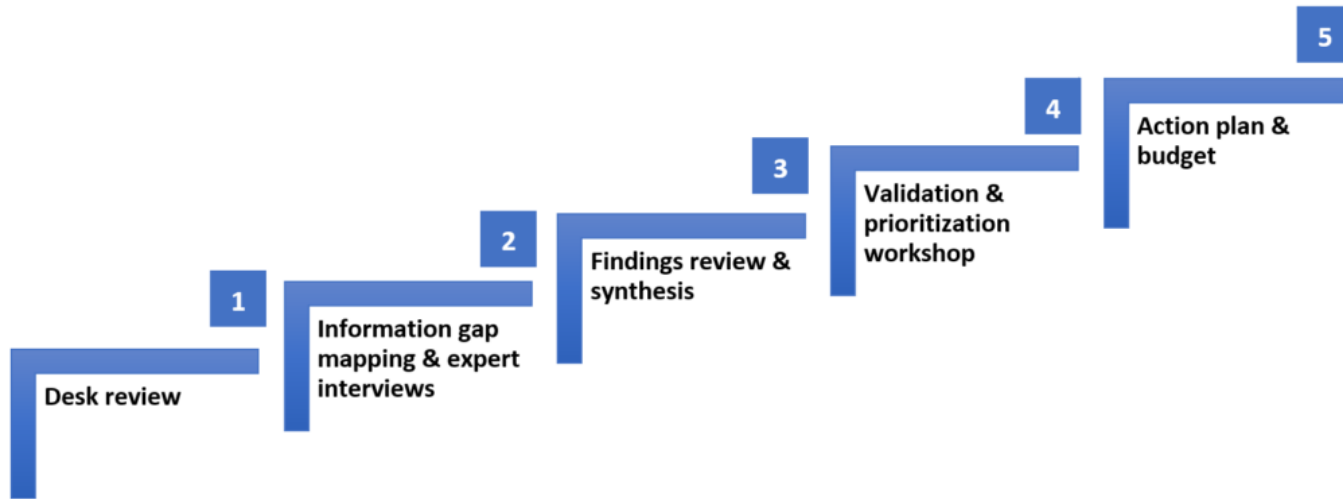 1
Desk review
2
Information gap
mapping & expert
interviews
3
Findings review &
synthesis
4
Validation &
prioritization
workshop
5
Action plan &
budget